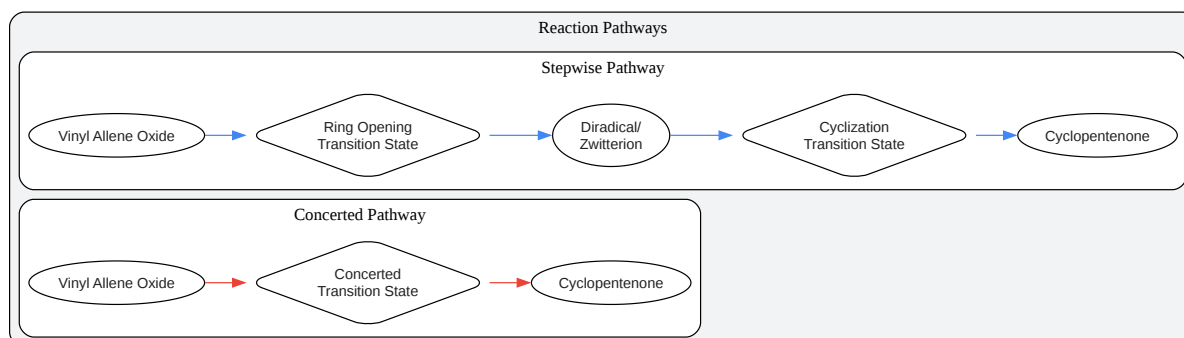 Reaction Pathways
Stepwise Pathway
Vinyl Allene Oxide
Ring Opening
Transition State
Diradical/
Zwitterion
Cyclization
Transition State
Cyclopentenone
Concerted Pathway
Vinyl Allene Oxide
Concerted
Transition State
Cyclopentenone